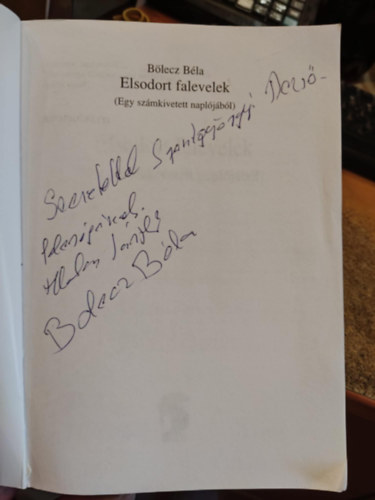 Bölecz Béla
Elsodort falevelek
(Egy számkivetett naplójából)
Szeretettel Szentgyörgyi Dezső-
Bölecz Béla